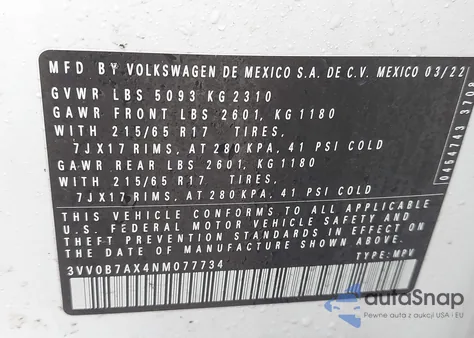 MFD BY VOLKSWAGEN DE MEXICO S.A. DE C.V. MEXICO 03/22
GVWR LBS 5093 KG 2310
GAWR FRONT LBS 2601, KG 1180
WITH 215/65 R17 TIRES,
7JX17 RIMS, AT 280 KPA, 41 PSI COLD
GAWR REAR LBS 2601, KG 1180
WITH 215/65 R17 TIRES,
7JX17 RIMS, AT 280 KPA, 41 PSI COLD
THIS VEHICLE CONFORMS TO ALL APPLICABLE
U.S. FEDERAL MOTOR VEHICLE SAFETY AND
THEFT PREVENTION STANDARDS IN EFFECT ON
THE DATE OF MANUFACTURE SHOWN ABOVE
3VV0B7AX4NM077734 TYPE: MPV
0454743 308
autoSnap
Pewne auta z aukcji USA i EU